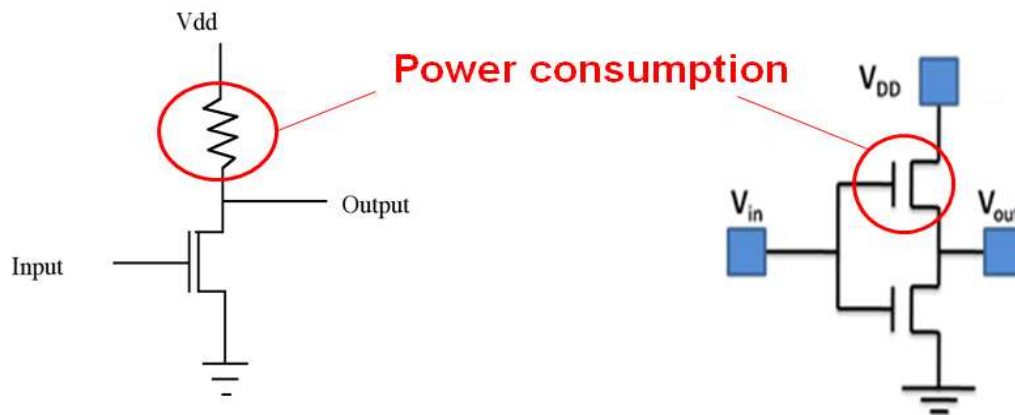 Vdd
Power consumption
VDD
Output
Vin
Vout
Input